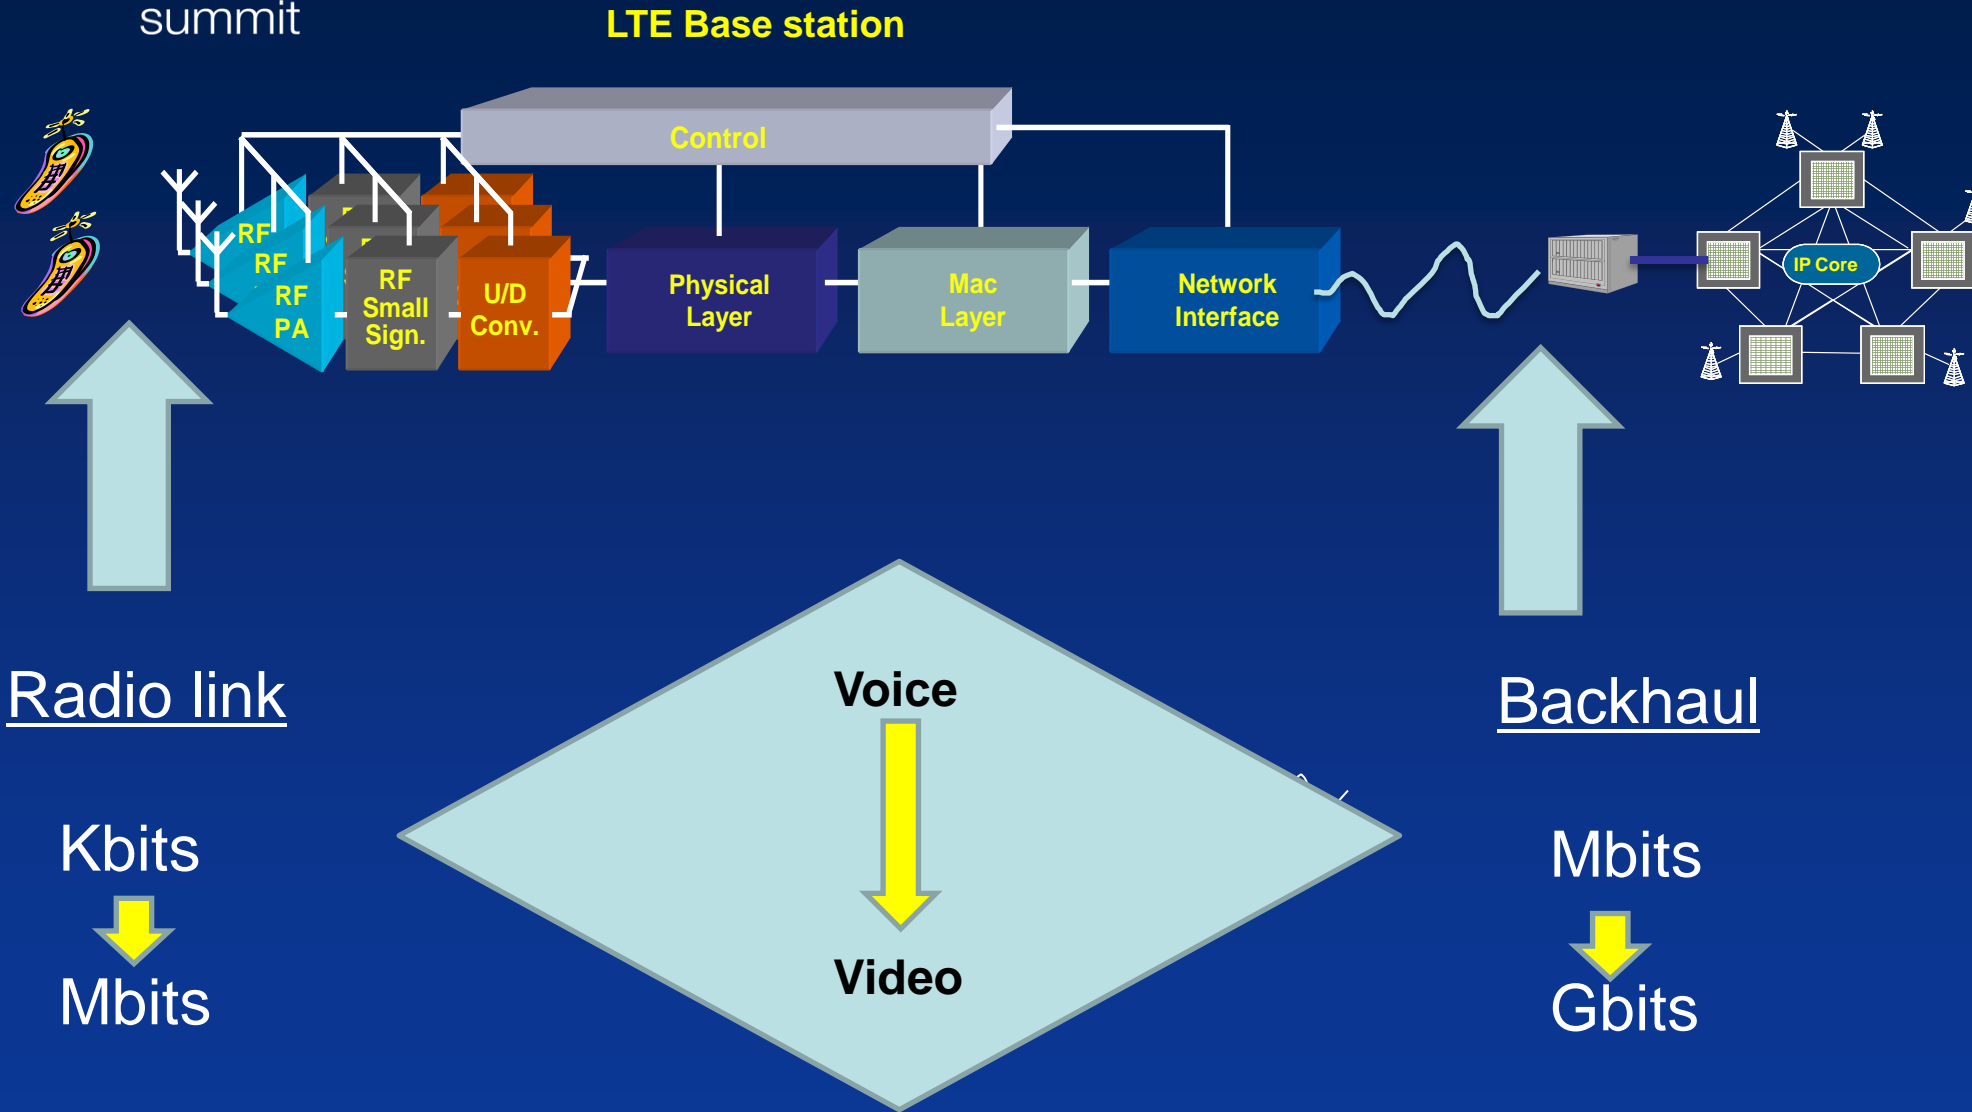 summit
LTE Base station
Control
RF
RF
RF
PA
RF
Small
Sign.
U/D
Conv.
Physical
Layer
Mac
Layer
Network
Interface
IP Core
Radio link
Voice
Backhaul
Kbits
Mbits
Mbits
Video
Gbits